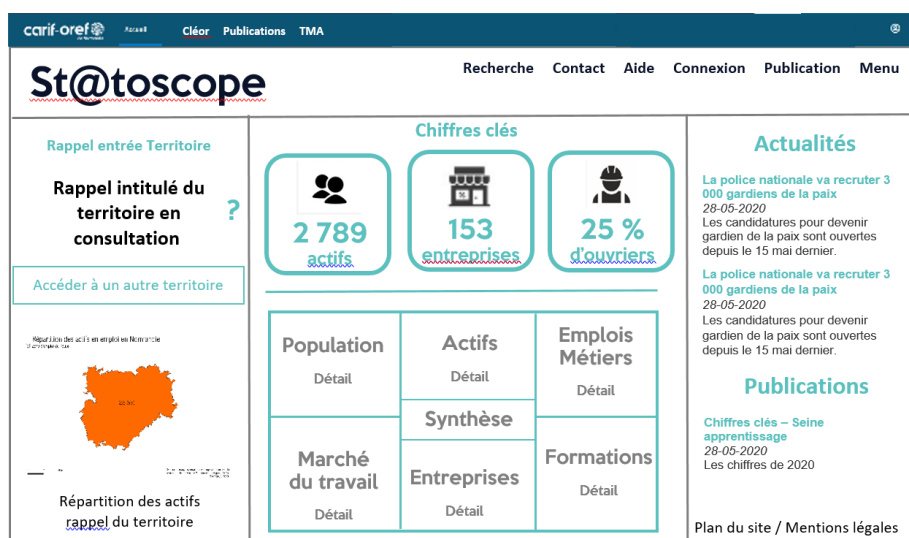 carif-oref
Accueil
Cléor
Publications
TMA
St@toscope
Recherche
Contact
Aide
Connexion
Publication
Menu
Rappel entrée Territoire
Rappel intitulé du
territoire en
consultation
?
Accéder à un autre territoire
Répartition des actifs en emploi en Normandie
Répartition des actifs
rappel du territoire
Chiffres clés
2 789
actifs
153
entreprises
25 %
d'ouvriers
Population
Détail
Actifs
Détail
Emplois
Métiers
Détail
Synthèse
Marché
du travail
Détail
Entreprises
Détail
Formations
Détail
Actualités
La police nationale va recruter 3
000 gardiens de la paix
28-05-2020
Les candidatures pour devenir
gardien de la paix sont ouvertes
depuis le 15 mai dernier.
La police nationale va recruter 3
000 gardiens de la paix
28-05-2020
Les candidatures pour devenir
gardien de la paix sont ouvertes
depuis le 15 mai dernier.
Publications
Chiffres clés – Seine
apprentissage
28-05-2020
Les chiffres de 2020
Plan du site / Mentions légales